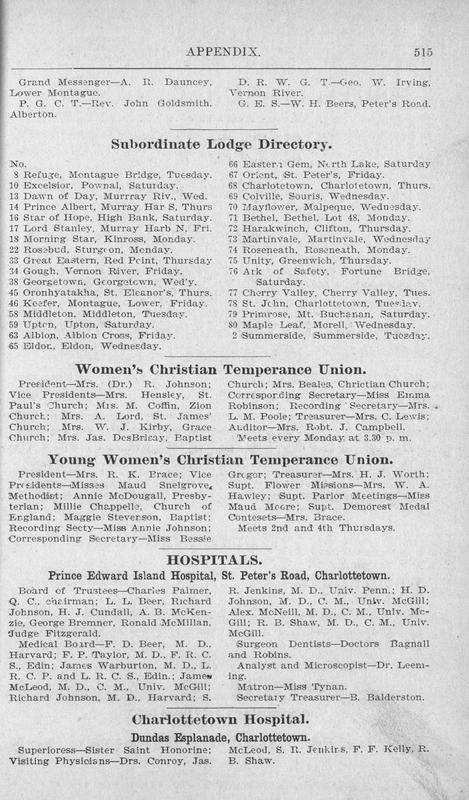 APPENDIX. 515
Grand Messenger—A. R. Dauncey,
Lower Montague.
P. G. C. T.—Rev. John Goldsmith,
Alberton.
D. R. W. G. T.—Geo. W. Irving,
Vernon River.
G. E. S.—W. H. Beers, Peter's Road.
Subordinate Lodge Directory.
No.
8 Refuge, Montague Bridge, Tuesday.
10 Excelsior, Pownal, Saturday.
13 Dawn of Day, Murrray Riv., Wed.
14 Prince Albert, Murray Har S, Thurs
16 Star of Hope, High Bank, Saturday.
17 Lord Stanley, Murray Harb N, Fri.
18 Morning Star, Kinross, Monday.
22 Rosebud, Sturgeon, Monday.
33 Great Eastern, Red Point, Thursday
34 Gough, Vernon River, Friday.
38 Georgetown, Georgetown, Wed'y.
45 Oronhyatakha, St. Eleanor's, Thurs.
46 Keefer, Montague, Lower, Friday.
58 Middleton, Middleton, Tuesday.
59 Upton, Upton, Saturday.
63 Albion, Albion Cross, Friday.
65 Eldon, Eldon, Wednesday.
66 Eastern Gem, North Lake, Saturday
67 Orient, St. Peter's, Friday.
68 Charlotetown, Charlotetown, Thurs.
69 Colville, Souris, Wednesday.
70 Mayflower, Malpeque, Wednesday.
71 Bethel, Bethel, Lot 48, Monday.
72 Harakwinch, Clifton, Thursday.
73 Martinvale, Martinvale, Wednesday
74 Roseneath, Roseneath, Monday.
75 Unity, Greenwich, Thursday.
76 Ark of Safety, Fortune Bridge,
Saturday.
77 Cherry Valley, Cherry Valley, Tues.
78 St. John, Charlottetown, Tuesday.
79 Primrose, Mt. Buchanan, Saturday.
80 Maple Leaf, Morell, Wednesday.
2 Summerside, Summerside, Tuesday.
Women's Christian Temperance Union.
President—Mrs. (Dr.) R. Johnson;
Vice Presidents—Mrs. Hensley, St.
Paul's Church; Mrs. M. Coffin, Zion
Church; Mrs. A. Lord, St. James'
Church; Mrs. W. J. Kirby, Grace
Church; Mrs. Jas. DesBrisay, Baptist
Church; Mrs. Beales, Christian Church;
Corresponding Secretary—Miss Emma
Robinson; Recording Secretary—Mrs.
L. M. Poole; Treasurer—Mrs. C. Lewis;
Auditor—Mrs. Robt. J. Campbell.
Meets every Monday at 3.30 p. m.
Young Women's Christian Temperance Union.
President—Mrs. R. K. Brace; Vice
Presidents—Misses Maud Snelgrove,
Methodist; Annie McDougall, Presby-
terian; Millie Chappelle, Church of
England; Maggie Stevenson, Baptist;
Recording Secty—Miss Annie Johnson;
Corresponding Secretary—Miss Bessie
Gregor; Treasurer—Mrs. H. J. Worth;
Supt. Flower Missions—Mrs. W. A.
Hawley; Supt. Parlor Meetings—Miss
Maud Moore; Supt. Demorest Medal
Contesets—Mrs. Brace.
Meets 2nd and 4th Thursdays.
HOSPITALS.
Prince Edward Island Hospital, St. Peter's Road, Charlottetown.
Board of Trustees—Charles Palmer,
Q. C., chairman; L. L. Beer, Richard
Johnson, H. J. Cundall, A. B. McKen-
zie, George Bremner, Ronald McMillan,
Judge Fitzgerald.
Medical Board—F. D. Beer, M. D.,
Harvard; F. P. Taylor, M. D., F. R. C.
S., Edin; James Warburton, M. D., L.
R. C. P. and L. R. C. S., Edin.; James
McLeod, M. D., C. M., Univ. McGill;
Richard Johnson, M. D., Harvard; S.
R. Jenkins, M. D., Univ. Penn.; H. D.
Johnson, M. D., C. M., Univ. McGill;
Alex. McNeill, M. D., C. M., Univ. Mc-
Gill; R. B. Shaw, M. D., C. M., Univ.
McGill.
Surgeon Dentists—Doctors Bagnall
and Robins.
Analyst and Microscopist—Dr. Leem-
ing.
Matron—Miss Tynan.
Secretary Treasurer—B. Balderston.
Charlottetown Hospital.
Dundas Esplanade, Charlottetown.
Superioress—Sister Saint Honorine;
Visiting Physicians—Drs. Conroy, Jas.
McLeod, S. R. Jenkins, F. F. Kelly, R.
B. Shaw.